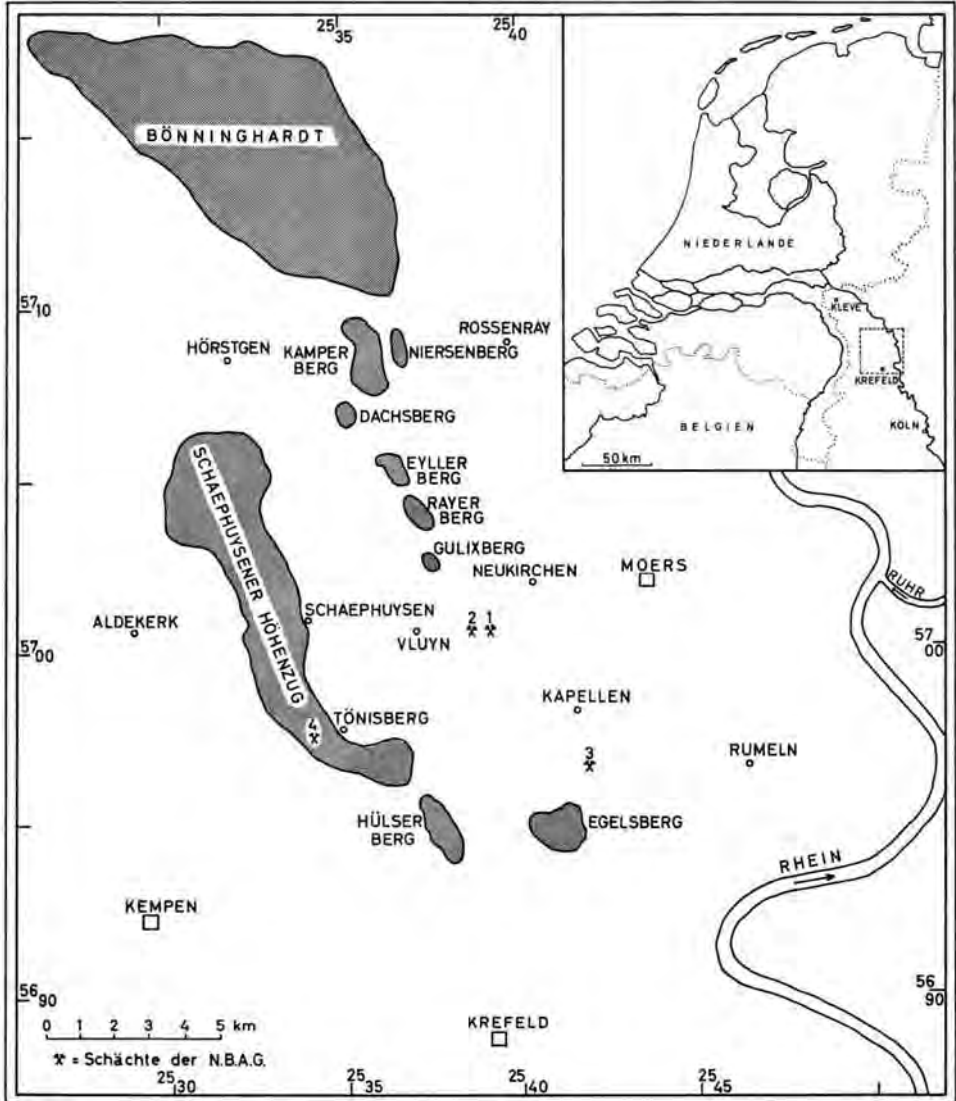 25
35
25
40
BÖNNINGHARDT
NIEDERLANDE
KLEVE
KREFELD
BELGIEN
KÖLN
50 km
57
10
HÖRSTGEN
KAMPER
BERG
NIERSENBERG
ROSSENRAY
DACHSBERG
EYLLER
BERG
RAYER
BERG
GULIXBERG
NEUKIRCHEN
MOERS
RUHR
SCHAEPHUYSENER HÖHENZUG
SCHAEPHUYSEN
ALDEKERK
VLUYN
2 1
57
00
57
00
KAPELLEN
TÖNISBERG
4
3
RUMELN
HÜLSER
BERG
EGELSBERG
RHEIN
KEMPEN
56
90
56
90
KREFELD
0 1 2 3 4 5 km
= Schächte der N.B.A.G.
25
30
25
35
25
40
25
45